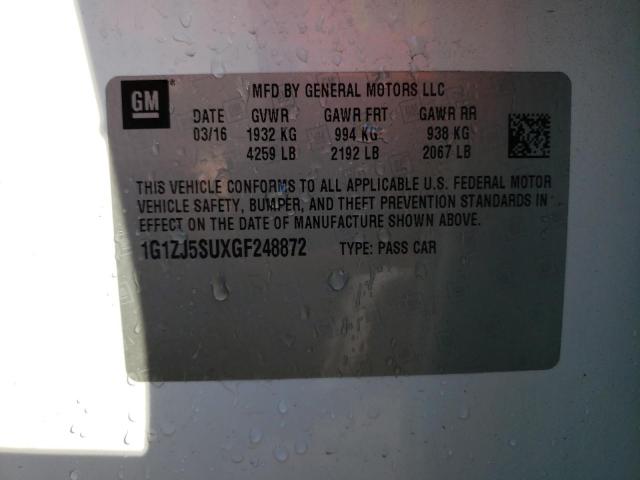 GM ®
MFD BY GENERAL MOTORS LLC
DATE GVWR GAWR FRT GAWR RR
03/16 1932 KG 994 KG 938 KG
4259 LB 2192 LB 2067 LB
THIS VEHICLE CONFORMS TO ALL APPLICABLE U.S. FEDERAL MOTOR
VEHICLE SAFETY, BUMPER, AND THEFT PREVENTION STANDARDS IN
EFFECT ON THE DATE OF MANUFACTURE SHOWN ABOVE.
1G1ZJ5SUXGF248872 TYPE: PASS CAR